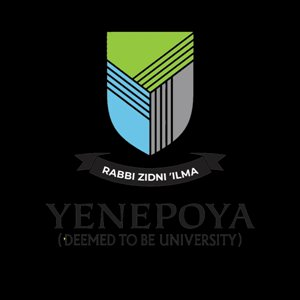 RABBI ZIDNI 'ILMA
YENEPOYA
(DEEMED TO BE UNIVERSITY)